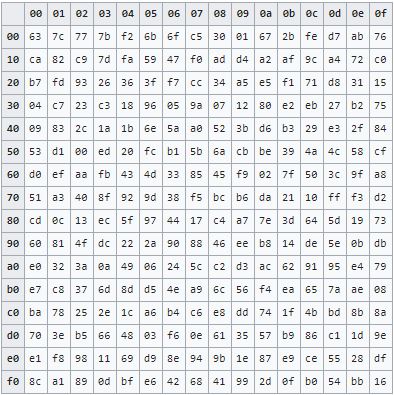 00 01 02 03 04 05 06 07 08 09 0a 0b 0c 0d 0e 0f
00 63 7c 77 7b f2 6b 6f c5 30 01 67 2b fe d7 ab 76
10 ca 82 c9 7d fa 59 47 f0 ad d4 a2 af 9c a4 72 c0
20 b7 fd 93 26 36 3f f7 cc 34 a5 e5 f1 71 d8 31 15
30 04 c7 23 c3 18 96 05 9a 07 12 80 e2 eb 27 b2 75
40 09 83 2c 1a 1b 6e 5a a0 52 3b d6 b3 29 e3 2f 84
50 53 d1 00 ed 20 fc b1 5b 6a cb be 39 4a 4c 58 cf
60 d0 ef aa fb 43 4d 33 85 45 f9 02 7f 50 3c 9f a8
70 51 a3 40 8f 92 9d 38 f5 bc b6 da 21 10 ff f3 d2
80 cd 0c 13 ec 5f 97 44 17 c4 a7 7e 3d 64 5d 19 73
90 60 81 4f dc 22 2a 90 88 46 ee b8 14 de 5e 0b db
a0 e0 32 3a 0a 49 06 24 5c c2 d3 ac 62 91 95 e4 79
b0 e7 c8 37 6d 8d d5 4e a9 6c 56 f4 ea 65 7a ae 08
c0 ba 78 25 2e 1c a6 b4 c6 e8 dd 74 1f 4b bd 8b 8a
d0 70 3e b5 66 48 03 f6 0e 61 35 57 b9 86 c1 1d 9e
e0 e1 f8 98 11 69 d9 8e 94 9b 1e 87 e9 ce 55 28 df
f0 8c a1 89 0d bf e6 42 68 41 99 2d 0f b0 54 bb 16